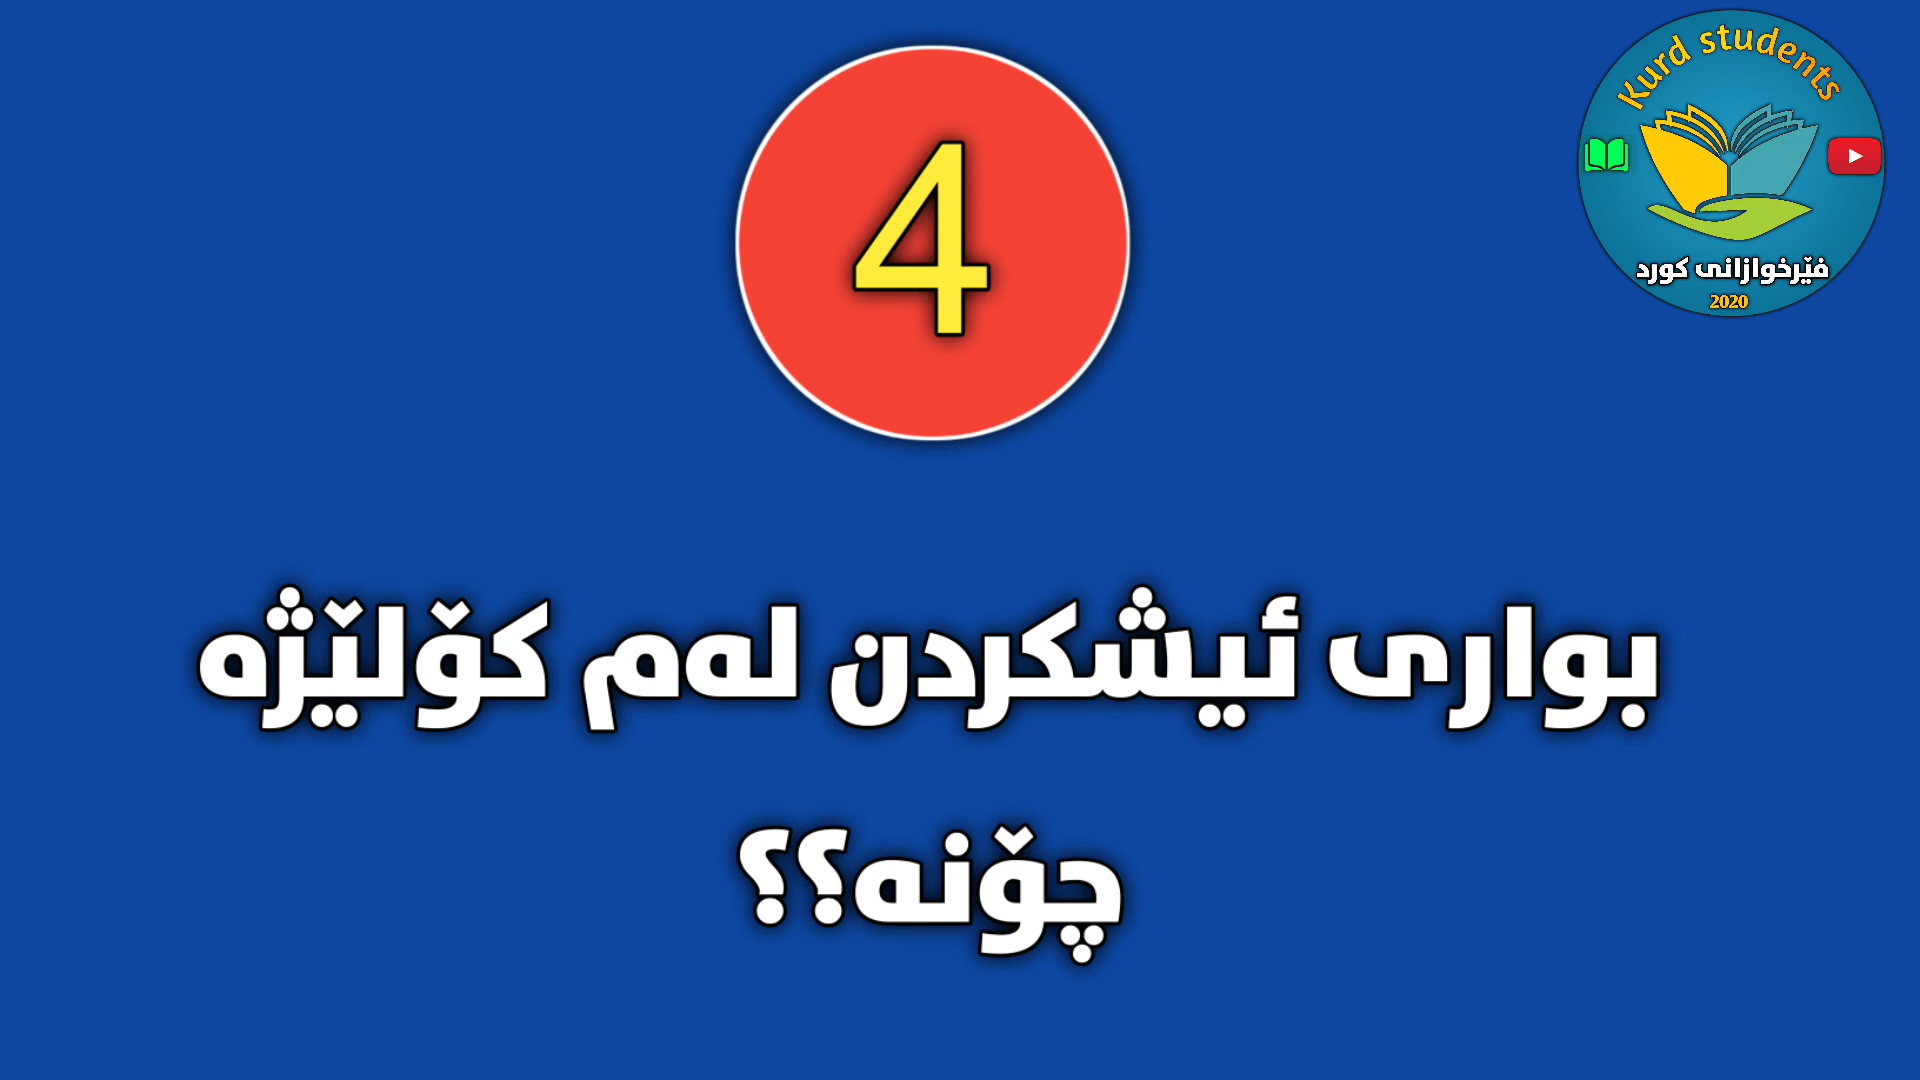 Kurd students
فێرخوازانی کورد
2020
4
بواری ئیشکردن لەم کۆلێژە
چۆنە؟؟